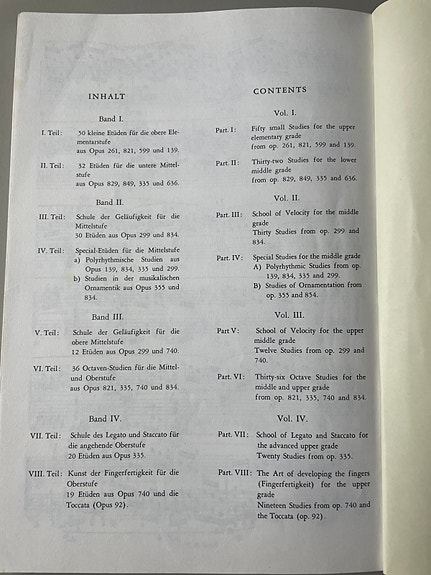 INHALT
Band I.
I. Teil: 50 kleine Etüden für die obere Ele-
mentarstufe
aus Opus 261, 821, 599 und 139.
II. Teil: 32 Etüden für die untere Mittel-
stufe
aus Opus 829, 849, 335 und 636.
Band II.
III. Teil: Schule der Geläufigkeit für die
Mittelstufe
30 Etüden aus Opus 299 und 834.
IV. Teil: Special-Etüden für die Mittelstufe
a) Polyrhythmische Studien aus
Opus 139, 834, 335 und 299.
b) Studien in der musikalischen
Ornamentik aus Opus 355 und
834.
Band III.
V. Teil: Schule der Geläufigkeit für die
obere Mittelstufe
12 Etüden aus Opus 299 und 740.
VI. Teil: 36 Octaven-Studien für die Mittel-
und Oberstufe
aus Opus 821, 335, 740 und 834.
Band IV.
VII. Teil: Schule des Legato und Staccato für
die angehende Oberstufe
20 Etüden aus Opus 335.
VIII. Teil: Kunst der Fingerfertigkeit für die
Oberstufe
19 Etüden aus Opus 740 und die
Toccata (Opus 92).
CONTENTS
Vol. I.
Part. I: Fifty small Studies for the upper
elementary grade
from op. 261, 821, 599 and 139.
Part. II: Thirty-two Studies for the lower
middle grade
from op. 829, 849, 335 and 636.
Vol. II.
Part. III: School of Velocity for the middle
grade
Thirty Studies from op. 299 and
834.
Part. IV: Special Studies for the middle grade
A) Polyrhythmic Studies from op.
139, 834, 335 and 299.
B) Studies of Ornamentation from
op. 355 and 834.
Vol. III.
Part V: School of Velocity for the upper
middle grade
Twelve Studies from op. 299 and
740.
Part. VI: Thirty-six Octave Studies for the
middle and upper grade
from op. 821, 335, 740 and 834.
Vol. IV.
Part. VII: School of Legato and Staccato for
the advanced upper grade
Twenty Studies from op. 335.
Part. VIII: The Art of developing the fingers
(Fingerfertigkeit) for the upper
grade
Nineteen Studies from op. 740 and
the Toccata (op. 92).